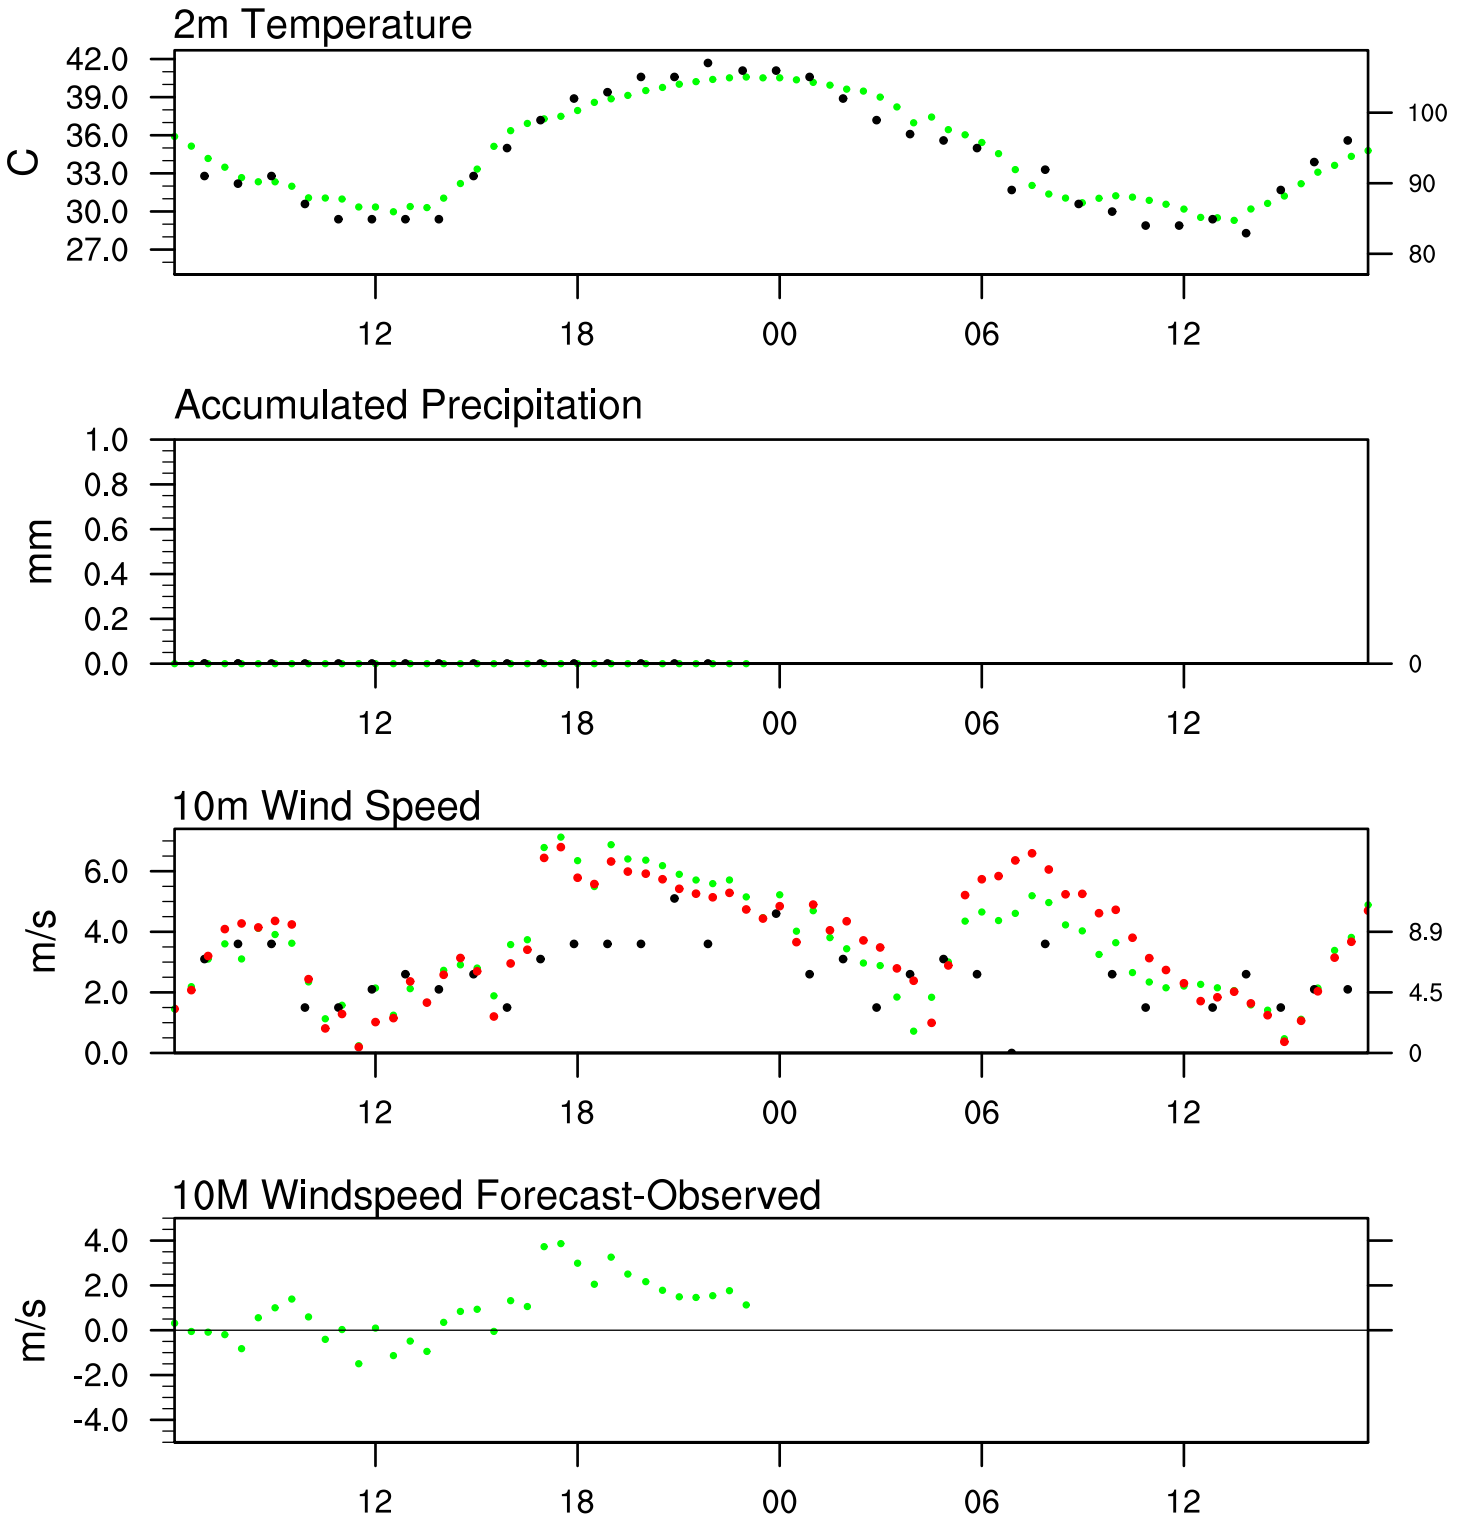 2m Temperature
42.0
39.0
36.0
33.0
30.0
27.0
C
100
90
80
12 18 00 06 12
Accumulated Precipitation
1.0
0.8
0.6
0.4
0.2
0.0
mm
0
12 18 00 06 12
10m Wind Speed
6.0
4.0
2.0
0.0
m/s
8.9
4.5
0
12 18 00 06 12
10M Windspeed Forecast-Observed
4.0
2.0
0.0
-2.0
-4.0
m/s
12 18 00 06 12